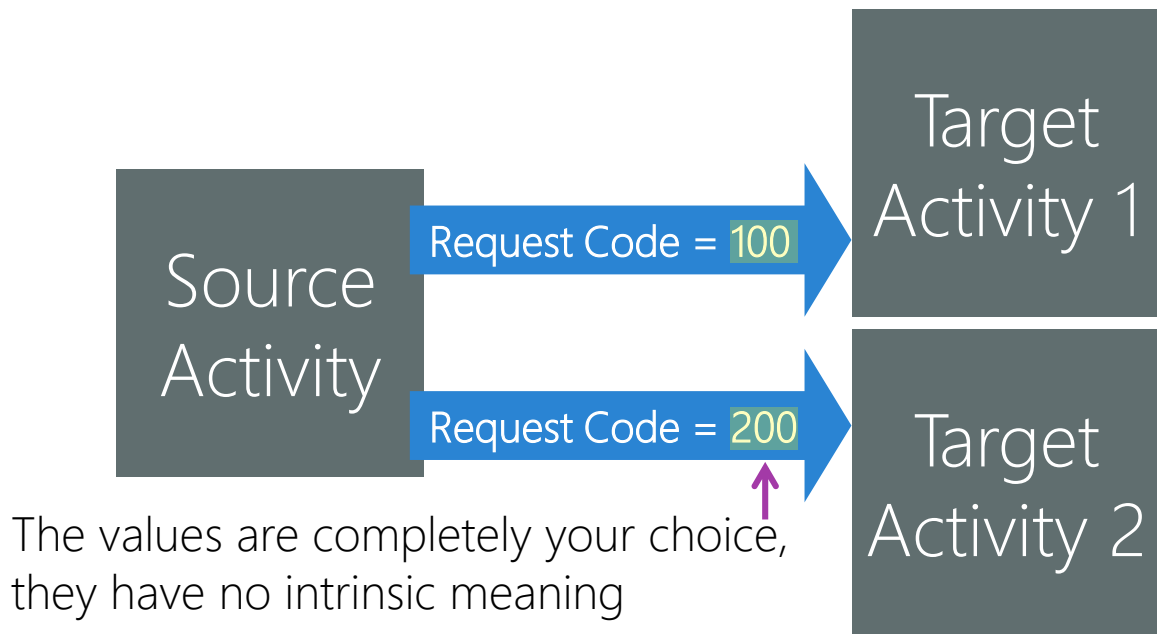 Source
Activity
Request Code = 100
Target
Activity 1
Request Code = 200
Target
Activity 2
The values are completely your choice,
they have no intrinsic meaning